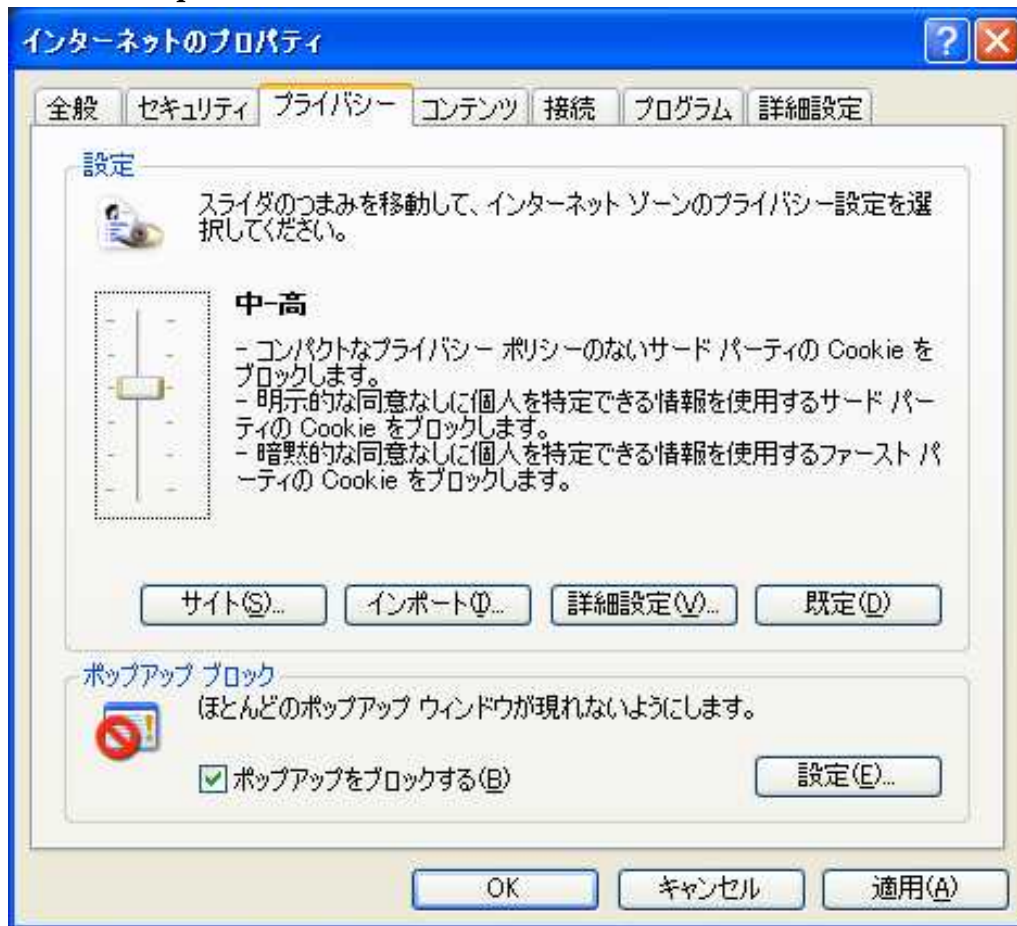 インターネットのプロパティ
全般 セキュリティ プライバシー コンテンツ 接続 プログラム 詳細設定
設定
スライダのつまみを移動して、インターネット ゾーンのプライバシー設定を選
択してください。
中-高
- コンパクトなプライバシー ポリシーのないサード パーティの Cookie を
ブロックします。
- 明示的な同意なしに個人を特定できる情報を使用するサード パー
ティの Cookie をブロックします。
- 暗黙的な同意なしに個人を特定できる情報を使用するファースト パ
ーティの Cookie をブロックします。
サイト(S)... インポート(I)... 詳細設定(V)... 既定(D)
ポップアップ ブロック
ほとんどのポップアップ ウィンドウが現れないようにします。
ポップアップをブロックする(B) 設定(E)...
OK キャンセル 適用(A)